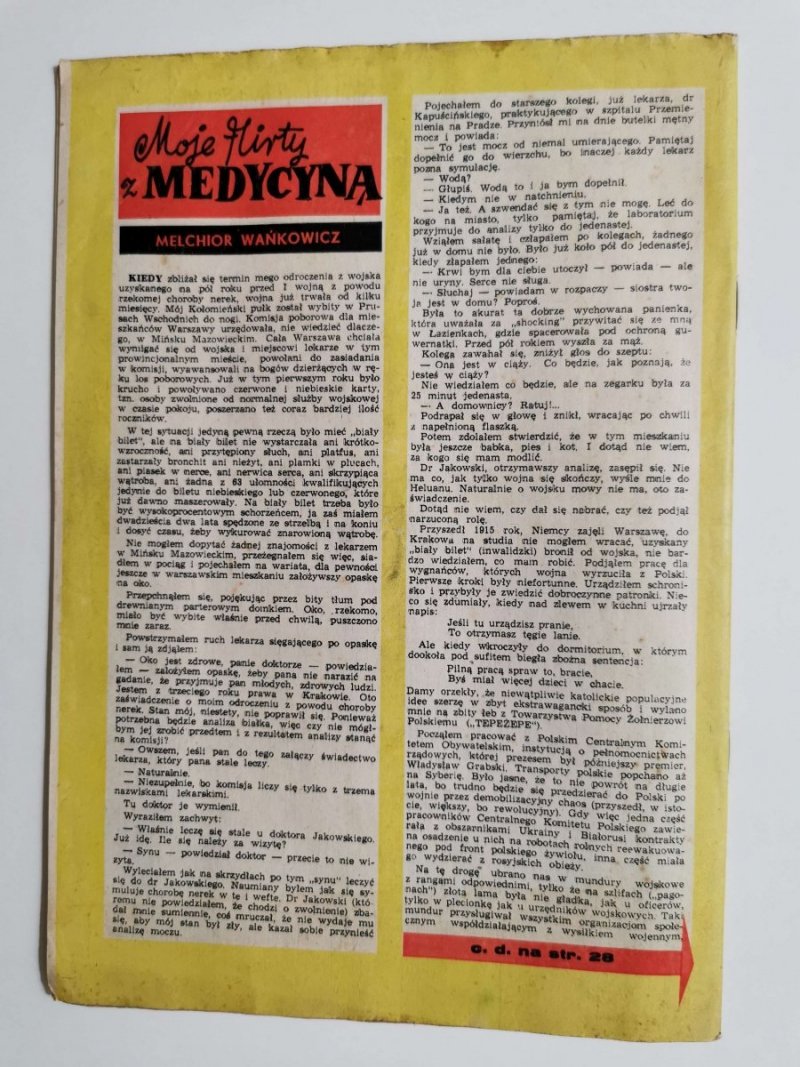 Moje flirty
z MEDYCYNĄ
MELCHIOR WAŃKOWICZ
KIEDY zbliżał się termin mego odroczenia z wojska
uzyskanego na pół roku przed I wojną z powodu
rzekomej choroby nerek, wojna już trwała od kilku
miesięcy. Mój Kołomieński pułk został wybity w Pru-
sach Wschodnich do nogi. Komisja poborowa dla mie-
szkańców Warszawy urzędowała, nie wiedzieć dlacze-
go, w Mińsku Mazowieckim. Cała Warszawa chciała
wymigać się od wojska i miejscowi lekarze w tym
prowincjonalnym mieście, powołani do zasiadania
w komisji, wyawansowali na bogów dzierżących w rę-
ku los poborowych. Już w tym pierwszym roku było
krucho i powoływano czerwone i niebieskie karty,
tzn. osoby zwolnione od normalnej służby wojskowej
w czasie pokoju, poszerzano też coraz bardziej ilość
roczników.
W tej sytuacji jedyną pewną rzeczą było mieć „biały
bilet”, ale na biały bilet nie wystarczała ani krótko-
wzroczność, ani przytępiony słuch, ani platfus, ani
zastarzały bronchit ani nieżyt, ani plamki w płucach,
ani piasek w nerce, ani nerwica serca, ani skrzypiąca
wątroba, ani żadna z 63 ułomności kwalifikujących
jedynie do biletu niebieskiego lub czerwonego, które
już dawno maszerowały. Na biały bilet trzeba było
być wysokoprocentowym schorzeńcem, ja zaś miałem
dwadzieścia dwa lata spędzone ze strzelbą i na koniu
i dosyć czasu, żeby wykurować znarowioną wątrobę.
Nie mogłem dopytać żadnej znajomości z lekarzem
w Mińsku Mazowieckim, przeżegnałem się więc, sia-
dłem w pociąg i pojechałem na wariata, dla pewności
jeszcze w warszawskim mieszkaniu założywszy opaskę
na oko.
Przepchnąłem się, pojękując przez bity tłum pod
drewnianym parterowym domkiem. Oko, rzekomo,
miało być wybite właśnie przed chwilą, puszczono
mnie zaraz.
Powstrzymałem ruch lekarza sięgającego po opaskę
i sam ją zdjąłem:
— Oko jest zdrowe, panie doktorze — powiedzia-
łem — założyłem opaskę, żeby pana nie narazić na
gadanie, że przyjmuje pan młodych, zdrowych ludzi.
Jestem z trzeciego roku prawa w Krakowie. Oto
zaświadczenie o moim odroczeniu z powodu choroby
nerek. Stan mój, niestety, nie poprawił się. Ponieważ
potrzebna będzie analiza białka, więc czy nie mógł-
bym jej zrobić przedtem i z rezultatem analizy stanąć
na komisji?
— Owszem, jeśli pan do tego załączy świadectwo
lekarza, który pana stale leczy.
— Naturalnie.
— Niezupełnie, bo komisja liczy się tylko z trzema
nazwiskami lekarskimi.
Tu doktor je wymienił.
Wyraziłem zachwyt:
— Właśnie leczę się stale u doktora Jakowskiego.
Już idę. Ile się należy za wizytę?
— Synu — powiedział doktor — przecie to nie wi-
zyta.
Wyleciałem jak na skrzydłach po tym „synu” leczyć
się do dr Jakowskiego. Naumiany byłem jak się sy-
muluje chorobę nerek w tę i wefte. Dr Jakowski (któ-
remu nie powiedziałem, że chodzi o zwolnienie) zba-
dał mnie sumiennie, coś mruczał, że nie wydaje mu
się, aby mój stan był zły, ale kazał sobie przynieść
analizę moczu.
Pojechałem do starszego kolegi, już lekarza, dr
Kapuścińskiego, praktykującego w szpitalu Przemie-
nienia na Pradze. Przyniósł mi na dnie butelki mętny
mocz i powiada:
— To jest mocz od niemal umierającego. Pamiętaj
dopełnić go do wierzchu, bo inaczej każdy lekarz
pozna symulację.
— Wodą?
— Głupiś. Wodą to i ja bym dopełnił.
— Kiedym nie w natchnieniu.
— Ja też. A szwendać się z tym nie mogę. Leć do
kogo na miasto, tylko pamiętaj, że laboratorium
przyjmuje do analizy tylko do jedenastej.
Wziąłem sałatę i człapałem po kolegach, żadnego
już w domu nie było. Było już koło pół do jedenastej,
kiedy złapałem jednego:
— Krwi bym dla ciebie utoczył — powiada — ale
nie uryny. Serce nie sługa.
— Słuchaj — powiadam w rozpaczy — siostra two-
ja jest w domu? Poproś.
Była to akurat ta dobrze wychowana panienka,
która uważała za „shocking” przywitać się ze mną
w Łazienkach, gdzie spacerowała pod ochroną gu-
wernatki. Przed pół rokiem wyszła za mąż.
Kolega zawahał się, zniżył głos do szeptu:
— Ona jest w ciąży. Co będzie, jak poznają, że
jesteś w ciąży?
Nie wiedziałem co będzie, ale na zegarku była za
25 minut jedenasta,
— A domownicy? Ratuj!...
Podrapał się w głowę i znikł, wracając po chwili
z napełnioną flaszką.
Potem zdołałem stwierdzić, że w tym mieszkaniu
była jeszcze babka, pies i kot. I dotąd nie wiem,
za kogo się mam modlić.
Dr Jakowski, otrzymawszy analizę, zasępił się. Nie
ma co, jak tylko wojna się skończy, wyśle mnie do
Heluanu. Naturalnie o wojsku mowy nie ma, oto za-
świadczenie.
Dotąd nie wiem, czy dał się nabrać, czy też podjął
narzuconą rolę.
Przyszedł 1915 rok, Niemcy zajęli Warszawę, do
Krakowa na studia nie mogłem wracać, uzyskany
„biały bilet” (inwalidzki) bronił od wojska, nie bar-
dzo wiedziałem, co mam robić. Podjąłem pracę dla
wygnańców, których wojna wyrzuciła z Polski.
Pierwsze kroki były niefortunne. Urządziłem schroni-
sko i przybyły je zwiedzić dobroczynne patronki. Nie-
co się zdumiały, kiedy nad zlewem w kuchni ujrzały
napis:
Jeśli tu urządzisz pranie,
To otrzymasz tęgie lanie.
Ale kiedy wkroczyły do dormitorium, w którym
dookoła pod sufitem biegła zbożna sentencja:
Pilną pracą spraw to, bracie,
Byś miał więcej dzieci w chacie.
Damy orzekły, że niewątpliwie katolickie populacyjne
idee szerzę w zbyt ekstrawagancki sposób i wylano
mnie na zbity łeb z Towarzystwa Pomocy Żołnierzowi
Polskiemu („TEPEŻEPE”).
Począłem pracować z Polskim Centralnym Komi-
tetem Obywatelskim, instytucją o pełnomocnictwach
rządowych, której prezesem był późniejszy premier,
Władysław Grabski. Transporty polskie popchano aż
na Syberię. Było jasne, że to nie powrót na długie
lata, bo trudno będzie się przedzierać do Polski po
wojnie przez demobilizacyjny chaos (przyszedł, w isto-
cie, większy, bo rewolucyjny). Gdy więc jedna część
pracowników Centralnego Komitetu Polskiego zawie-
rała z obszarnikami Ukrainy i Białorusi kontrakty
na osadzenie u nich na robotach rolnych reewakuowa-
nego pod front polskiego żywiołu, inna część miała
go wydzierać z rosyjskich obieży.
Na tę drogę ubrano nas w mundury wojskowe
z rangami odpowiednimi, tylko że na szlifach („pago-
nach”) złotą lama była nie gładka, jak u oficerów,
tylko w plecionkę jak u urzędników wojskowych. Taki
mundur przysługiwał wszystkim organizacjom społe-
cznym współdziałającym z wysiłkiem wojennym,
c. d. na str. 28